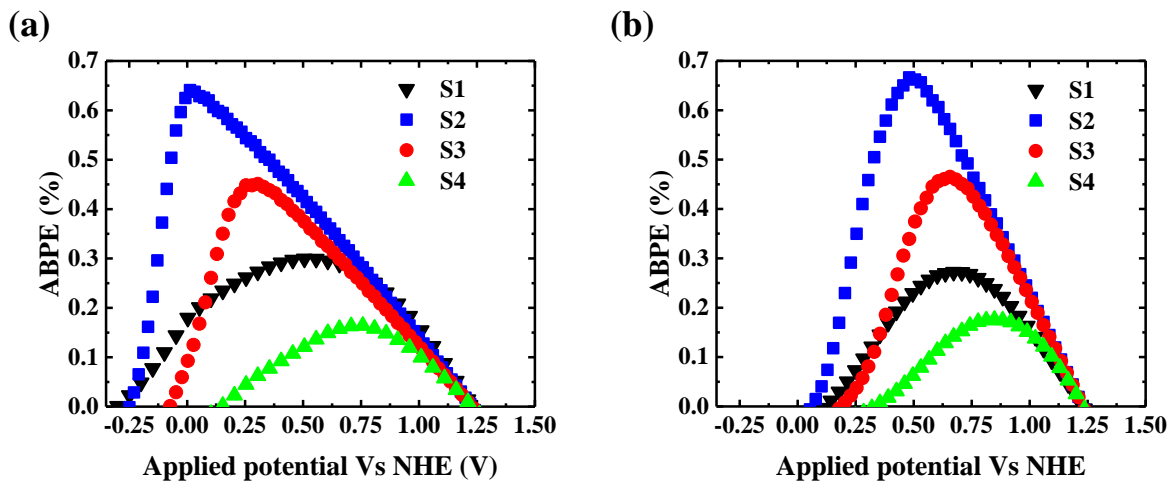 (a)
ABPE (%)
0.7
0.6
0.5
0.4
0.3
0.2
0.1
0.0
S1
S2
S3
S4
-0.25 0.00 0.25 0.50 0.75 1.00 1.25 1.50
Applied potential Vs NHE (V)
(b)
ABPE (%)
0.7
0.6
0.5
0.4
0.3
0.2
0.1
0.0
S1
S2
S3
S4
-0.25 0.00 0.25 0.50 0.75 1.00 1.25 1.50
Applied potential Vs NHE